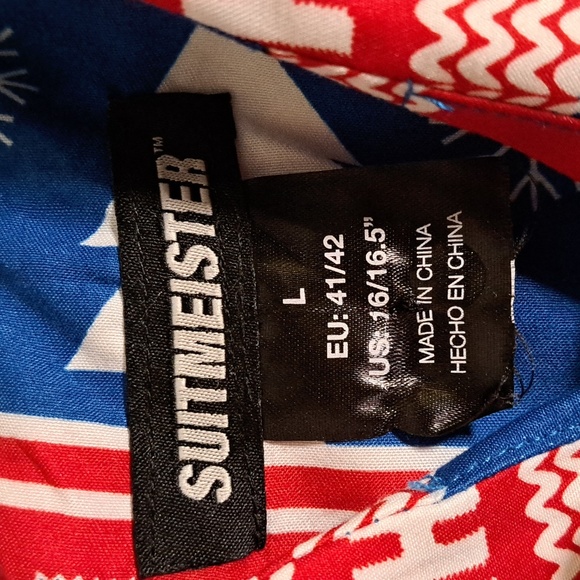 SUITMEISTER™
L
EU: 41/42
US: 16/16.5"
MADE IN CHINA
HECHO EN CHINA